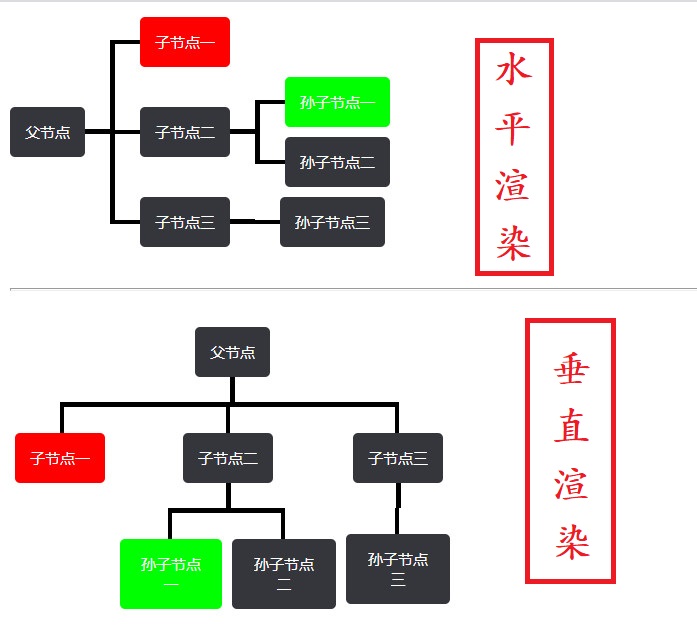 子节点一
父节点
子节点二
孙子节点一
孙子节点二
子节点三
孙子节点三
水
平
渲
染
父节点
子节点一
子节点二
子节点三
孙子节点
一
孙子节点
二
孙子节点
三
垂
直
渲
染